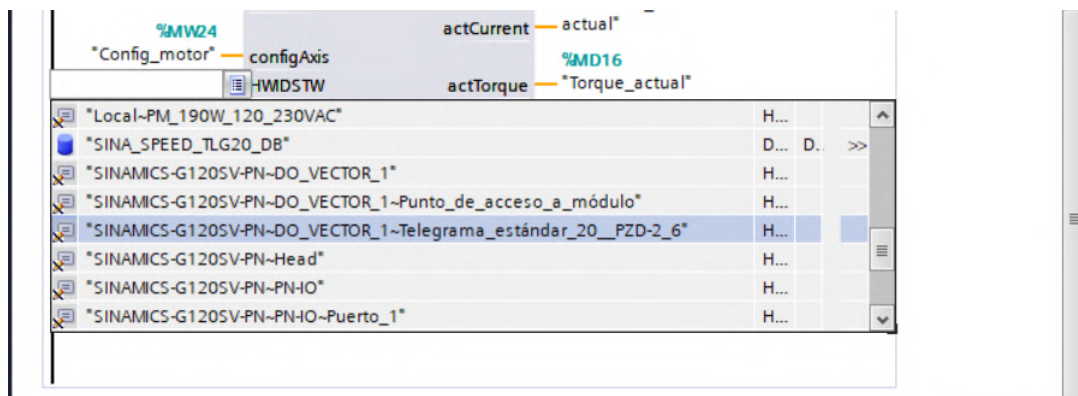 %MW24
actCurrent
actual"
"Config_motor"
configAxis
%MD16
HWIDSTW
actTorque
"Torque_actual"
"Local~PM_190W_120_230VAC" H...
"SINA_SPEED_TLG20_DB" D... D.. >>
"SINAMICS-G120SV-PN~DO_VECTOR_1" H...
"SINAMICS-G120SV-PN~DO_VECTOR_1~Punto_de_acceso_a_módulo" H...
"SINAMICS-G120SV-PN~DO_VECTOR_1~Telegrama_estándar_20__PZD-2_6" H...
"SINAMICS-G120SV-PN~Head" H...
"SINAMICS-G120SV-PN~PN-IO" H...
"SINAMICS-G120SV-PN~PN-IO~Puerto_1" H...